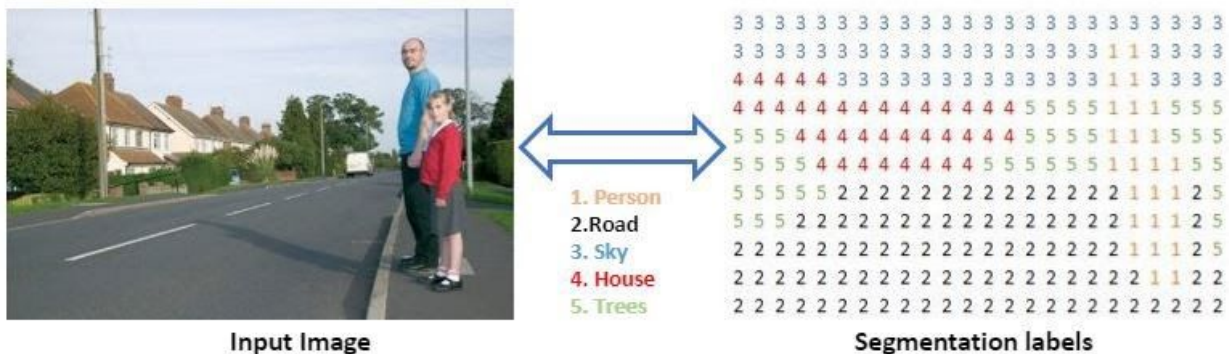 3 3 3 3 3 3 3 3 3 3 3 3 3 3 3 3 3 3 3 3 3 3 3 3
3 3 3 3 3 3 3 3 3 3 3 3 3 3 3 3 3 3 1 1 3 3 3 3
4 4 4 4 4 3 3 3 3 3 3 3 3 3 3 3 3 3 1 1 3 3 3 3
4 4 4 4 4 4 4 4 4 4 4 4 4 4 5 5 5 5 1 1 1 5 5 5
5 5 5 4 4 4 4 4 4 4 4 4 4 4 5 5 5 5 1 1 1 5 5 5
5 5 5 5 4 4 4 4 4 4 4 4 5 5 5 5 5 5 1 1 1 1 5 5
5 5 5 5 5 2 2 2 2 2 2 2 2 2 2 2 2 2 2 1 1 1 2 5
5 5 5 2 2 2 2 2 2 2 2 2 2 2 2 2 2 2 2 1 1 1 2 5
2 2 2 2 2 2 2 2 2 2 2 2 2 2 2 2 2 2 2 1 1 1 2 5
2 2 2 2 2 2 2 2 2 2 2 2 2 2 2 2 2 2 2 2 1 1 2 2
2 2 2 2 2 2 2 2 2 2 2 2 2 2 2 2 2 2 2 2 2 2 2 2
1. Person
2.Road
3. Sky
4. House
5. Trees
Input Image
Segmentation labels